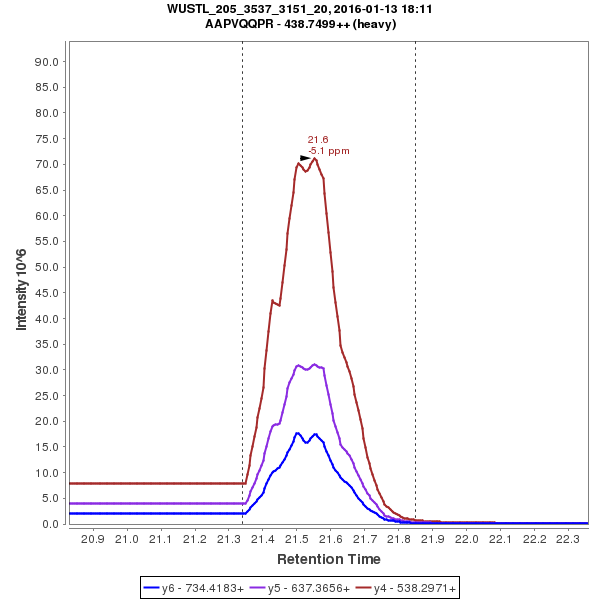 WUSTL_205_3537_3151_20, 2016-01-13 18:11
AAPVQQPR - 438.7499++ (heavy)
Intensity 10^6
90.0
85.0
80.0
75.0
70.0
65.0
60.0
55.0
50.0
45.0
40.0
35.0
30.0
25.0
20.0
15.0
10.0
5.0
0.0
21.6
-5.1 ppm
20.9 21.0 21.1 21.2 21.3 21.4 21.5 21.6 21.7 21.8 21.9 22.0 22.1 22.2 22.3
Retention Time
y6 - 734.4183+ y5 - 637.3656+ y4 - 538.2971+